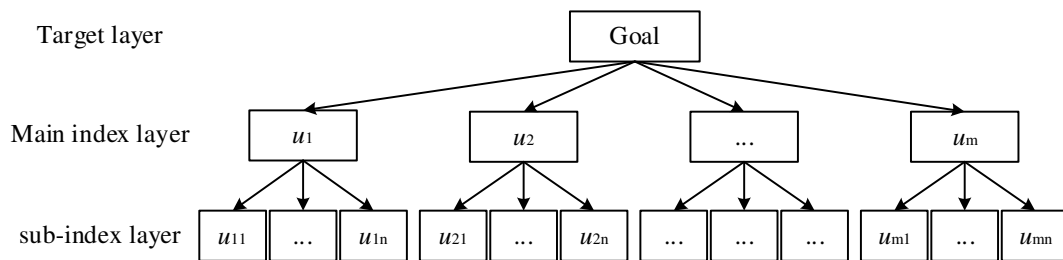 Target layer Goal
Main index layer u1 u2 ... um
sub-index layer u11 ... u1n u21 ... u2n ... ... ... um1 ... umn